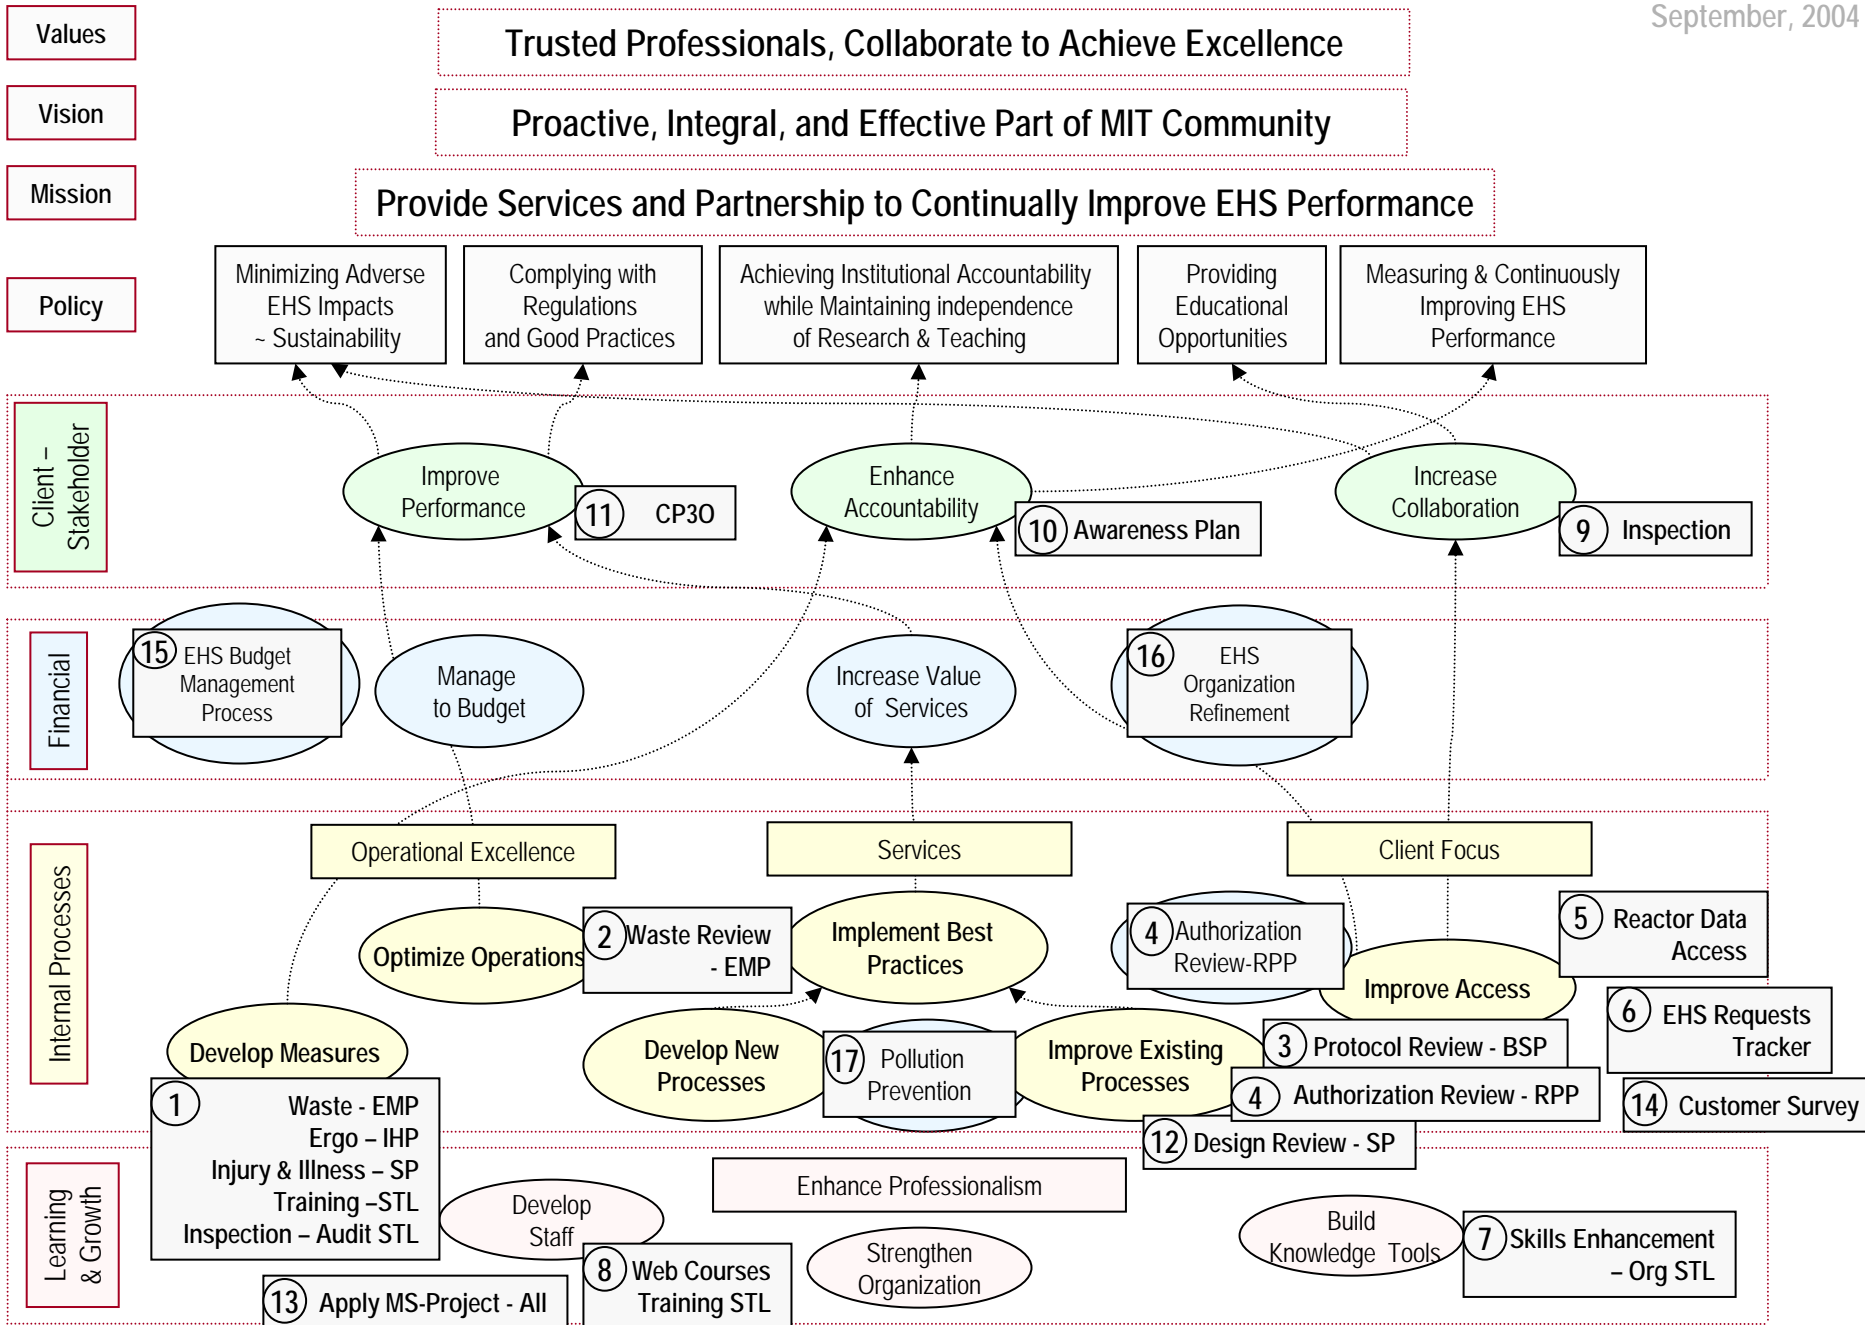 September, 2004
Values
Trusted Professionals, Collaborate to Achieve Excellence
Vision
Proactive, Integral, and Effective Part of MIT Community
Mission
Provide Services and Partnership to Continually Improve EHS Performance
Policy
Minimizing Adverse
EHS Impacts
~ Sustainability
Complying with
Regulations
and Good Practices
Achieving Institutional Accountability
while Maintaining independence
of Research & Teaching
Providing
Educational
Opportunities
Measuring & Continuously
Improving EHS
Performance
Client –
Stakeholder
Improve
Performance
11 CP3O
Enhance
Accountability
10 Awareness Plan
Increase
Collaboration
9 Inspection
Financial
15 EHS Budget
Management
Process
Manage
to Budget
Increase Value
of Services
16 EHS
Organization
Refinement
Internal Processes
Operational Excellence
Services
Client Focus
Optimize Operations
2 Waste Review
- EMP
Implement Best
Practices
4 Authorization
Review-RPP
Improve Access
5 Reactor Data
Access
6 EHS Requests
Tracker
Develop Measures
Develop New
Processes
17 Pollution
Prevention
Improve Existing
Processes
3 Protocol Review - BSP
4 Authorization Review - RPP
14 Customer Survey
12 Design Review - SP
1 Waste - EMP
Ergo – IHP
Injury & Illness – SP
Training –STL
Inspection – Audit STL
Learning
& Growth
Enhance Professionalism
Develop
Staff
8 Web Courses
Training STL
Strengthen
Organization
Build
Knowledge Tools
7 Skills Enhancement
– Org STL
13 Apply MS-Project - All